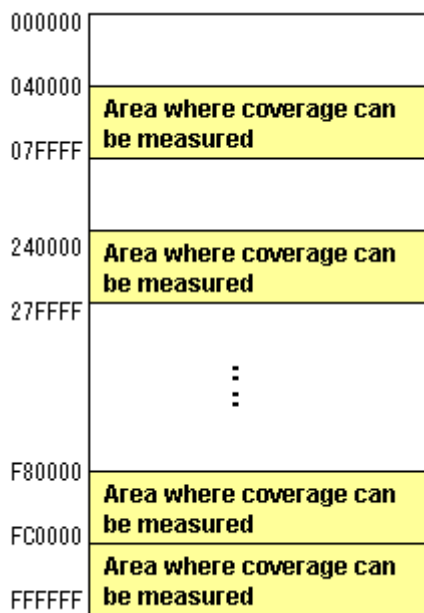 000000
040000
Area where coverage can
be measured
07FFFF
240000
Area where coverage can
be measured
27FFFF
F80000
Area where coverage can
be measured
FC0000
Area where coverage can
be measured
FFFFFF